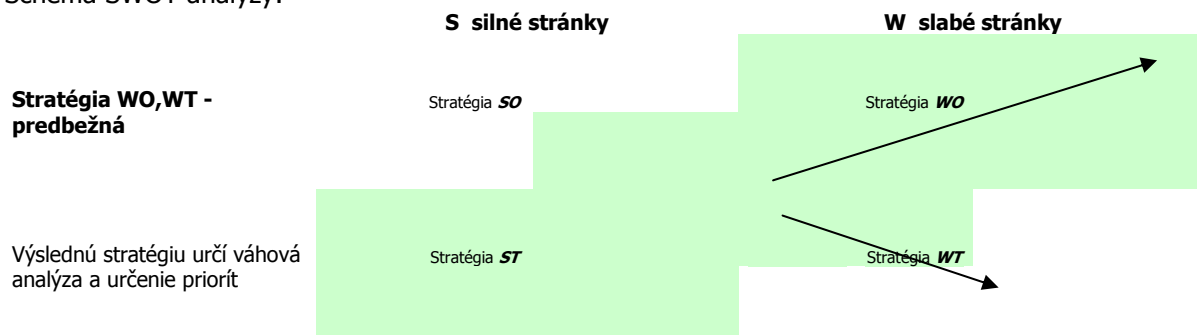 Schéma SWOT analýzy:
S silné stránky W slabé stránky
Stratégia WO,WT -
predbežná
Stratégia SO Stratégia WO
Výslednú stratégiu určí váhová
analýza a určenie priorít
Stratégia ST Stratégia WT